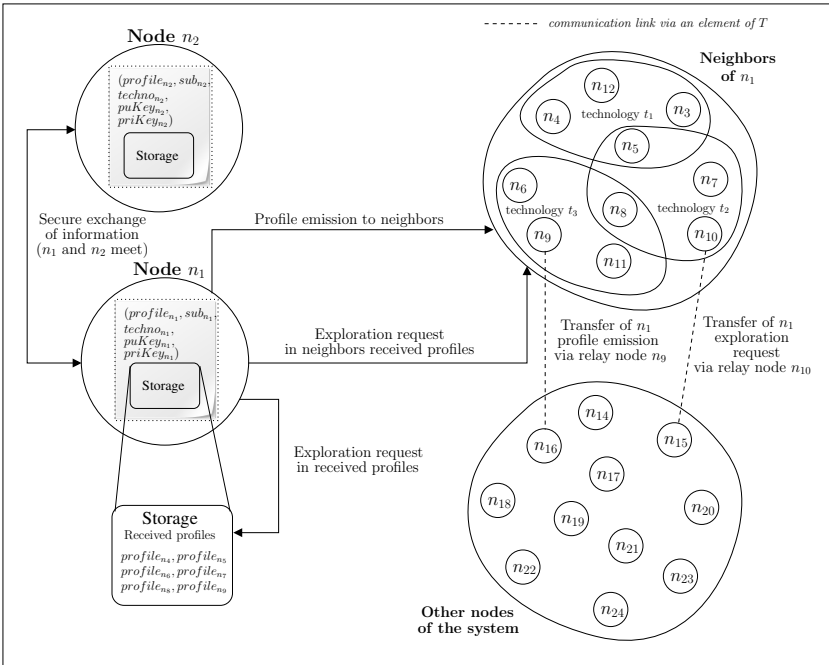 communication link via an element of T
Node n₂
(profileₙ₂, subₙ₂,
technoₙ₂,
puKeyₙ₂,
priKeyₙ₂)
Storage
Secure exchange
of information
(n₁ and n₂ meet)
Profile emission to neighbors
Node n₁
(profileₙ₁, subₙ₁,
technoₙ₁,
puKeyₙ₁,
priKeyₙ₁)
Storage
Exploration request
in neighbors received profiles
Exploration request
in received profiles
Storage
Received profiles
profileₙ₄, profileₙ₅
profileₙ₆, profileₙ₇
profileₙ₈, profileₙ₉
Neighbors
of n₁
n₁₂
n₄
technology t₁
n₃
n₅
n₆
n₇
technology t₃
n₈
technology t₂
n₉
n₁₀
n₁₁
Transfer of n₁
profile emission
via relay node n₉
Transfer of n₁
exploration
request
via relay node n₁₀
n₁₄
n₁₆
n₁₅
n₁₇
n₁₈
n₁₉
n₂₀
n₂₁
n₂₂
n₂₃
n₂₄
Other nodes
of the system